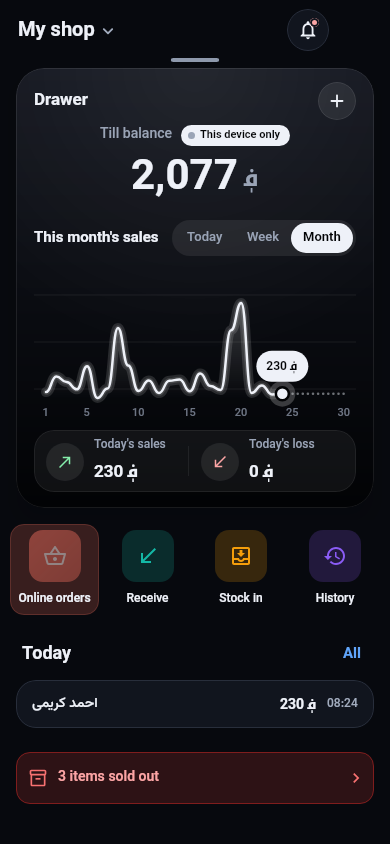 My shop
Drawer
Till balance
This device only
2,077 ؋
This month's sales
Today
Week
Month
230 ؋
1 5 10 15 20 25 30
Today's sales
230 ؋
Today's loss
0 ؋
Online orders
Receive
Stock in
History
Today
All
احمد کریمی
230 ؋
08:24
3 items sold out